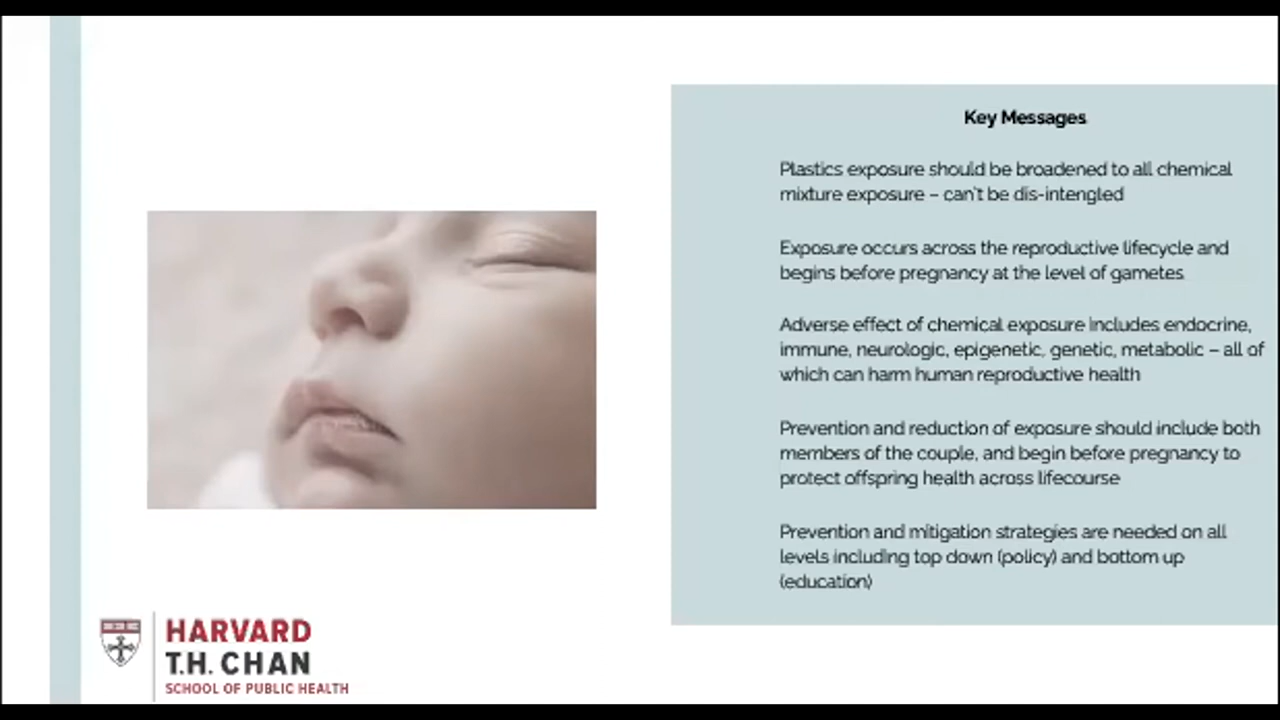 Key Messages
Plastics exposure should be broadened to all chemical
mixture exposure – can't be dis-intengled
Exposure occurs across the reproductive lifecycle and
begins before pregnancy at the level of gametes
Adverse effect of chemical exposure includes endocrine,
immune, neurologic, epigenetic, genetic, metabolic – all of
which can harm human reproductive health
Prevention and reduction of exposure should include both
members of the couple, and begin before pregnancy to
protect offspring health across lifecourse
Prevention and mitigation strategies are needed on all
levels including top down (policy) and bottom up
(education)
HARVARD
T.H. CHAN
SCHOOL OF PUBLIC HEALTH